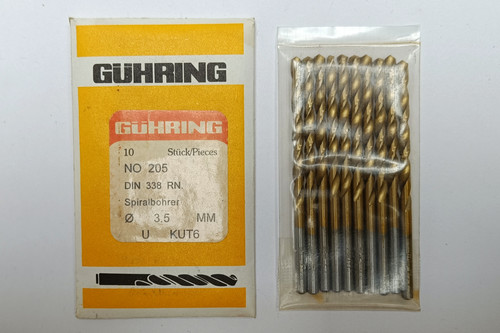 GÜHRING
GÜHRING
10 Stück/Pieces
NO 205
DIN 338 RN
Spiralbohrer
Ø 3.5 MM
U KUT6